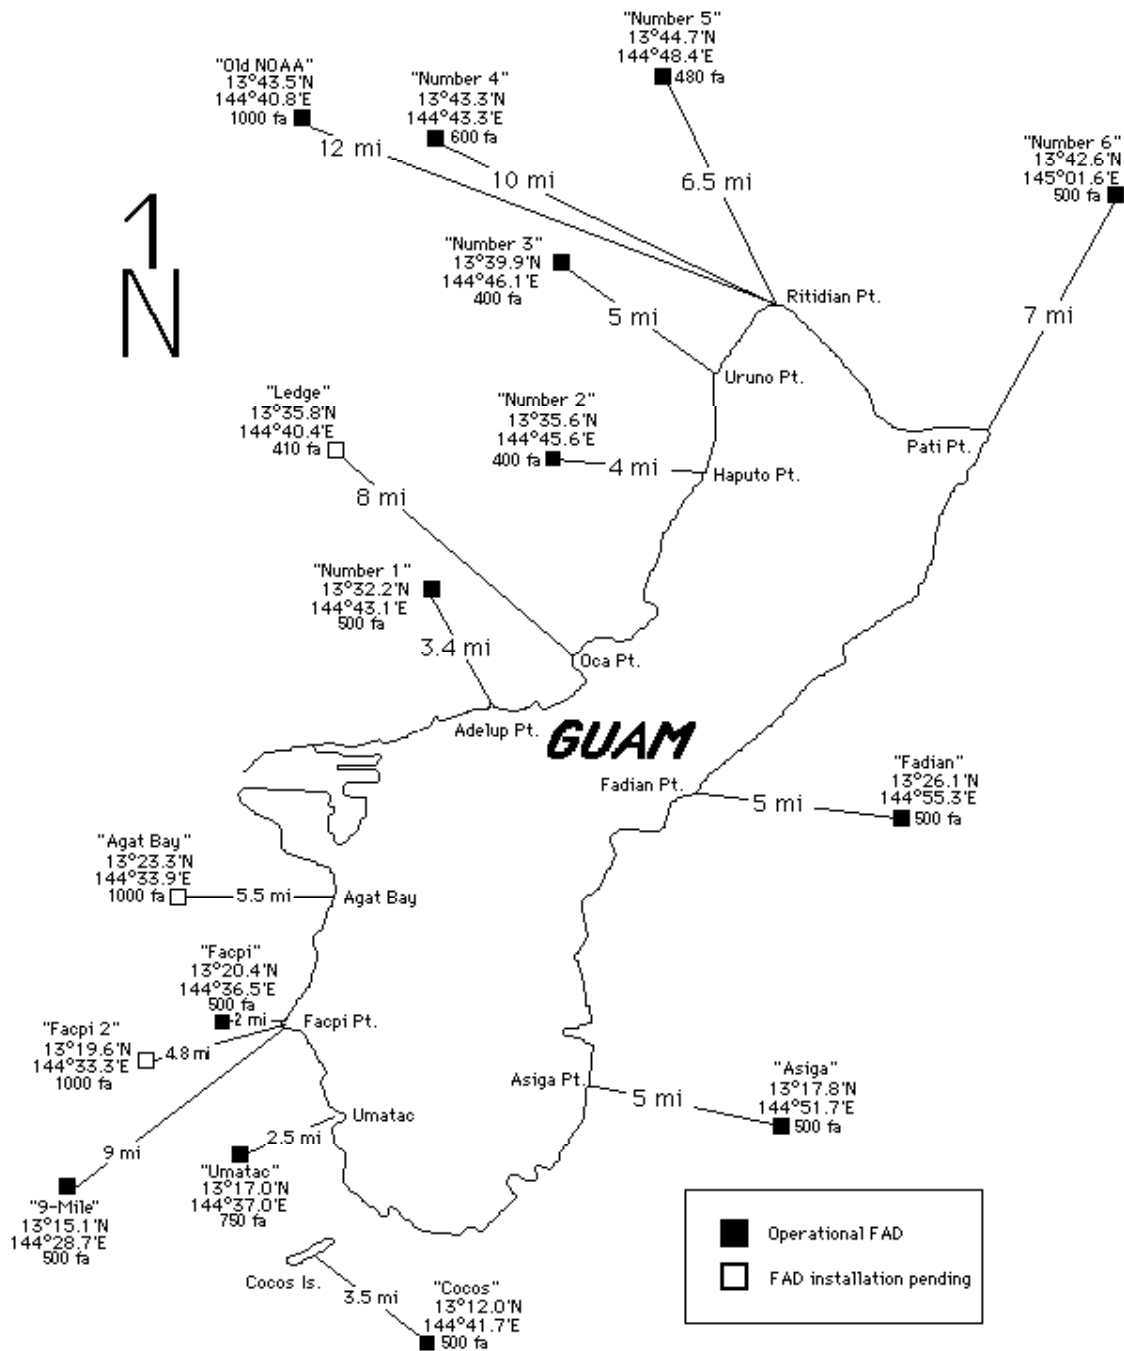 "Number 5"
13°44.7'N
144°48.4'E
480 fa
"Old NOAA"
13°43.5'N
144°40.8'E
1000 fa
12 mi
"Number 4"
13°43.3'N
144°43.3'E
600 fa
10 mi
6.5 mi
"Number 6"
13°42.6'N
145°01.6'E
500 fa
7 mi
1
N
"Number 3"
13°39.9'N
144°46.1'E
400 fa
5 mi
Ritidian Pt.
Uruno Pt.
"Ledge"
13°35.8'N
144°40.4'E
410 fa
8 mi
"Number 2"
13°35.6'N
144°45.6'E
400 fa
4 mi
Haputo Pt.
Pati Pt.
"Number 1"
13°32.2'N
144°43.1'E
500 fa
3.4 mi
Oca Pt.
Adelup Pt.
GUAM
Fadian Pt.
5 mi
"Fadian"
13°26.1'N
144°55.3'E
500 fa
"Agat Bay"
13°23.3'N
144°33.9'E
1000 fa
5.5 mi
Agat Bay
"Facpi"
13°20.4'N
144°36.5'E
500 fa
2 mi
Facpi Pt.
"Facpi 2"
13°19.6'N
144°33.3'E
1000 fa
4.8 mi
9 mi
Asiga Pt.
5 mi
"Asiga"
13°17.8'N
144°51.7'E
500 fa
Umatac
2.5 mi
"Umatac"
13°17.0'N
144°37.0'E
750 fa
"9-Mile"
13°15.1'N
144°28.7'E
500 fa
Cocos Is.
3.5 mi
"Cocos"
13°12.0'N
144°41.7'E
500 fa
Operational FAD
FAD installation pending